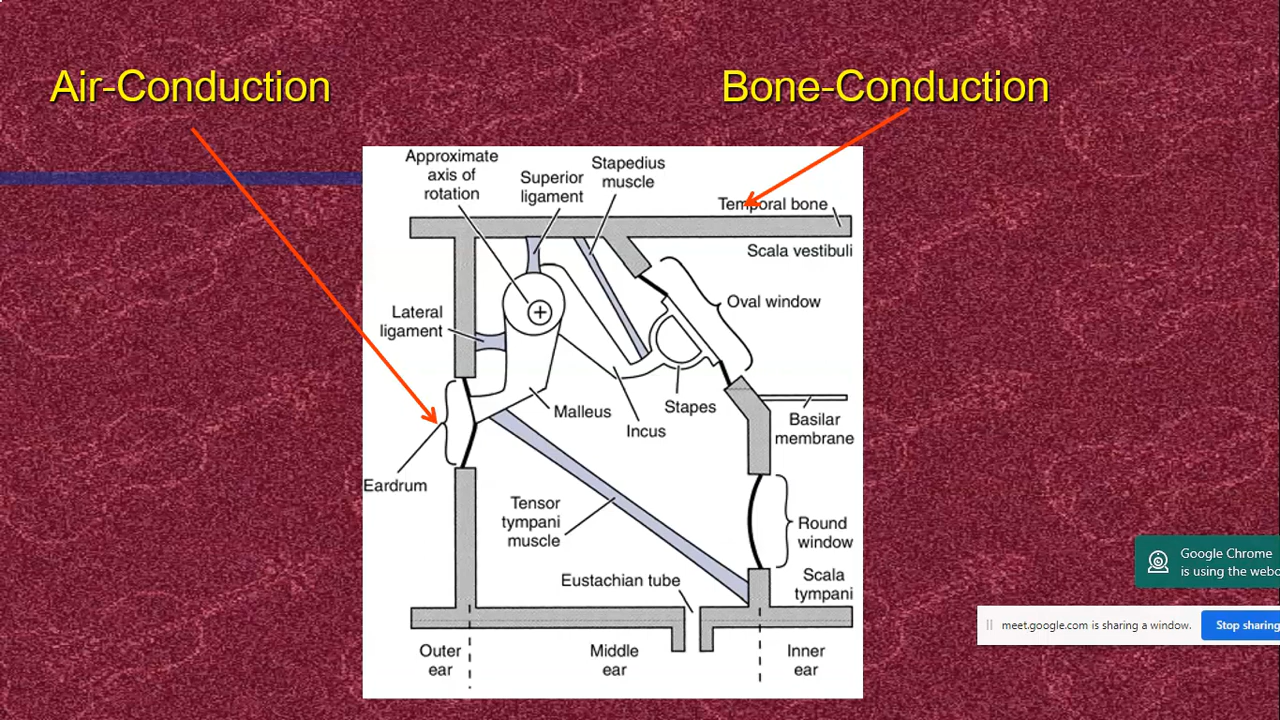 Air-Conduction
Bone-Conduction
Approximate
axis of
rotation
Superior
ligament
Stapedius
muscle
Temporal bone
Scala vestibuli
Oval window
Lateral
ligament
Malleus
Incus
Stapes
Basilar
membrane
Eardrum
Tensor
tympani
muscle
Round
window
Eustachian tube
Scala
tympani
Outer
ear
Middle
ear
Inner
ear
Google Chrome
is using the webc
meet.google.com is sharing a window.
Stop sharing